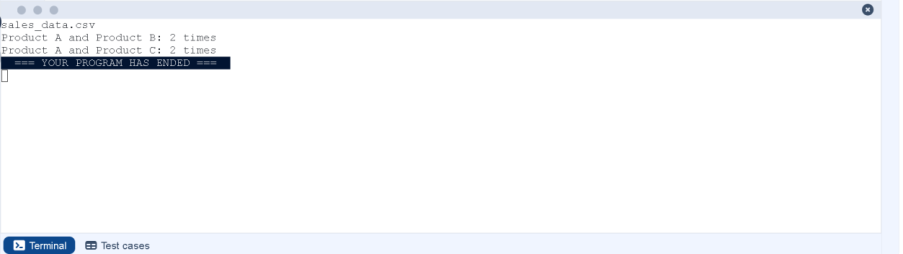 sales_data.csv
Product A and Product B: 2 times
Product A and Product C: 2 times
=== YOUR PROGRAM HAS ENDED ===
Terminal
Test cases